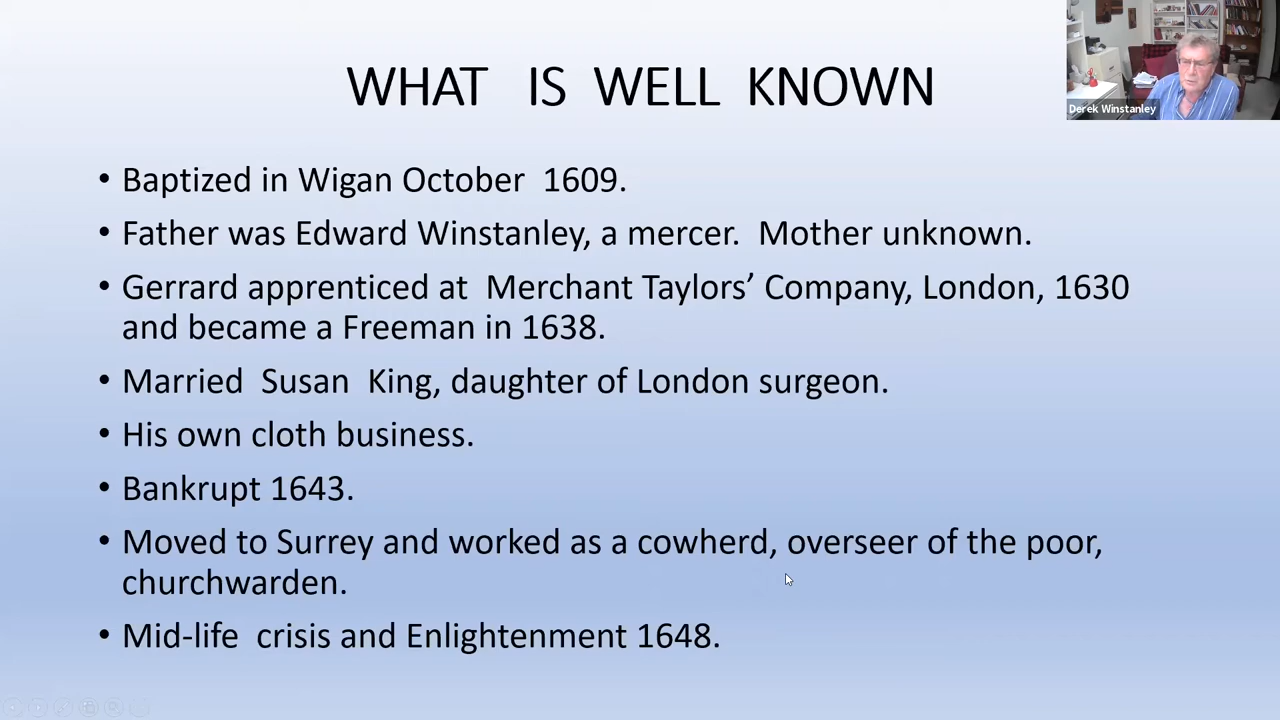 WHAT IS WELL KNOWN
Derek Winstanley
• Baptized in Wigan October 1609.
• Father was Edward Winstanley, a mercer. Mother unknown.
• Gerrard apprenticed at Merchant Taylors’ Company, London, 1630
and became a Freeman in 1638.
• Married Susan King, daughter of London surgeon.
• His own cloth business.
• Bankrupt 1643.
• Moved to Surrey and worked as a cowherd, overseer of the poor,
churchwarden.
• Mid-life crisis and Enlightenment 1648.